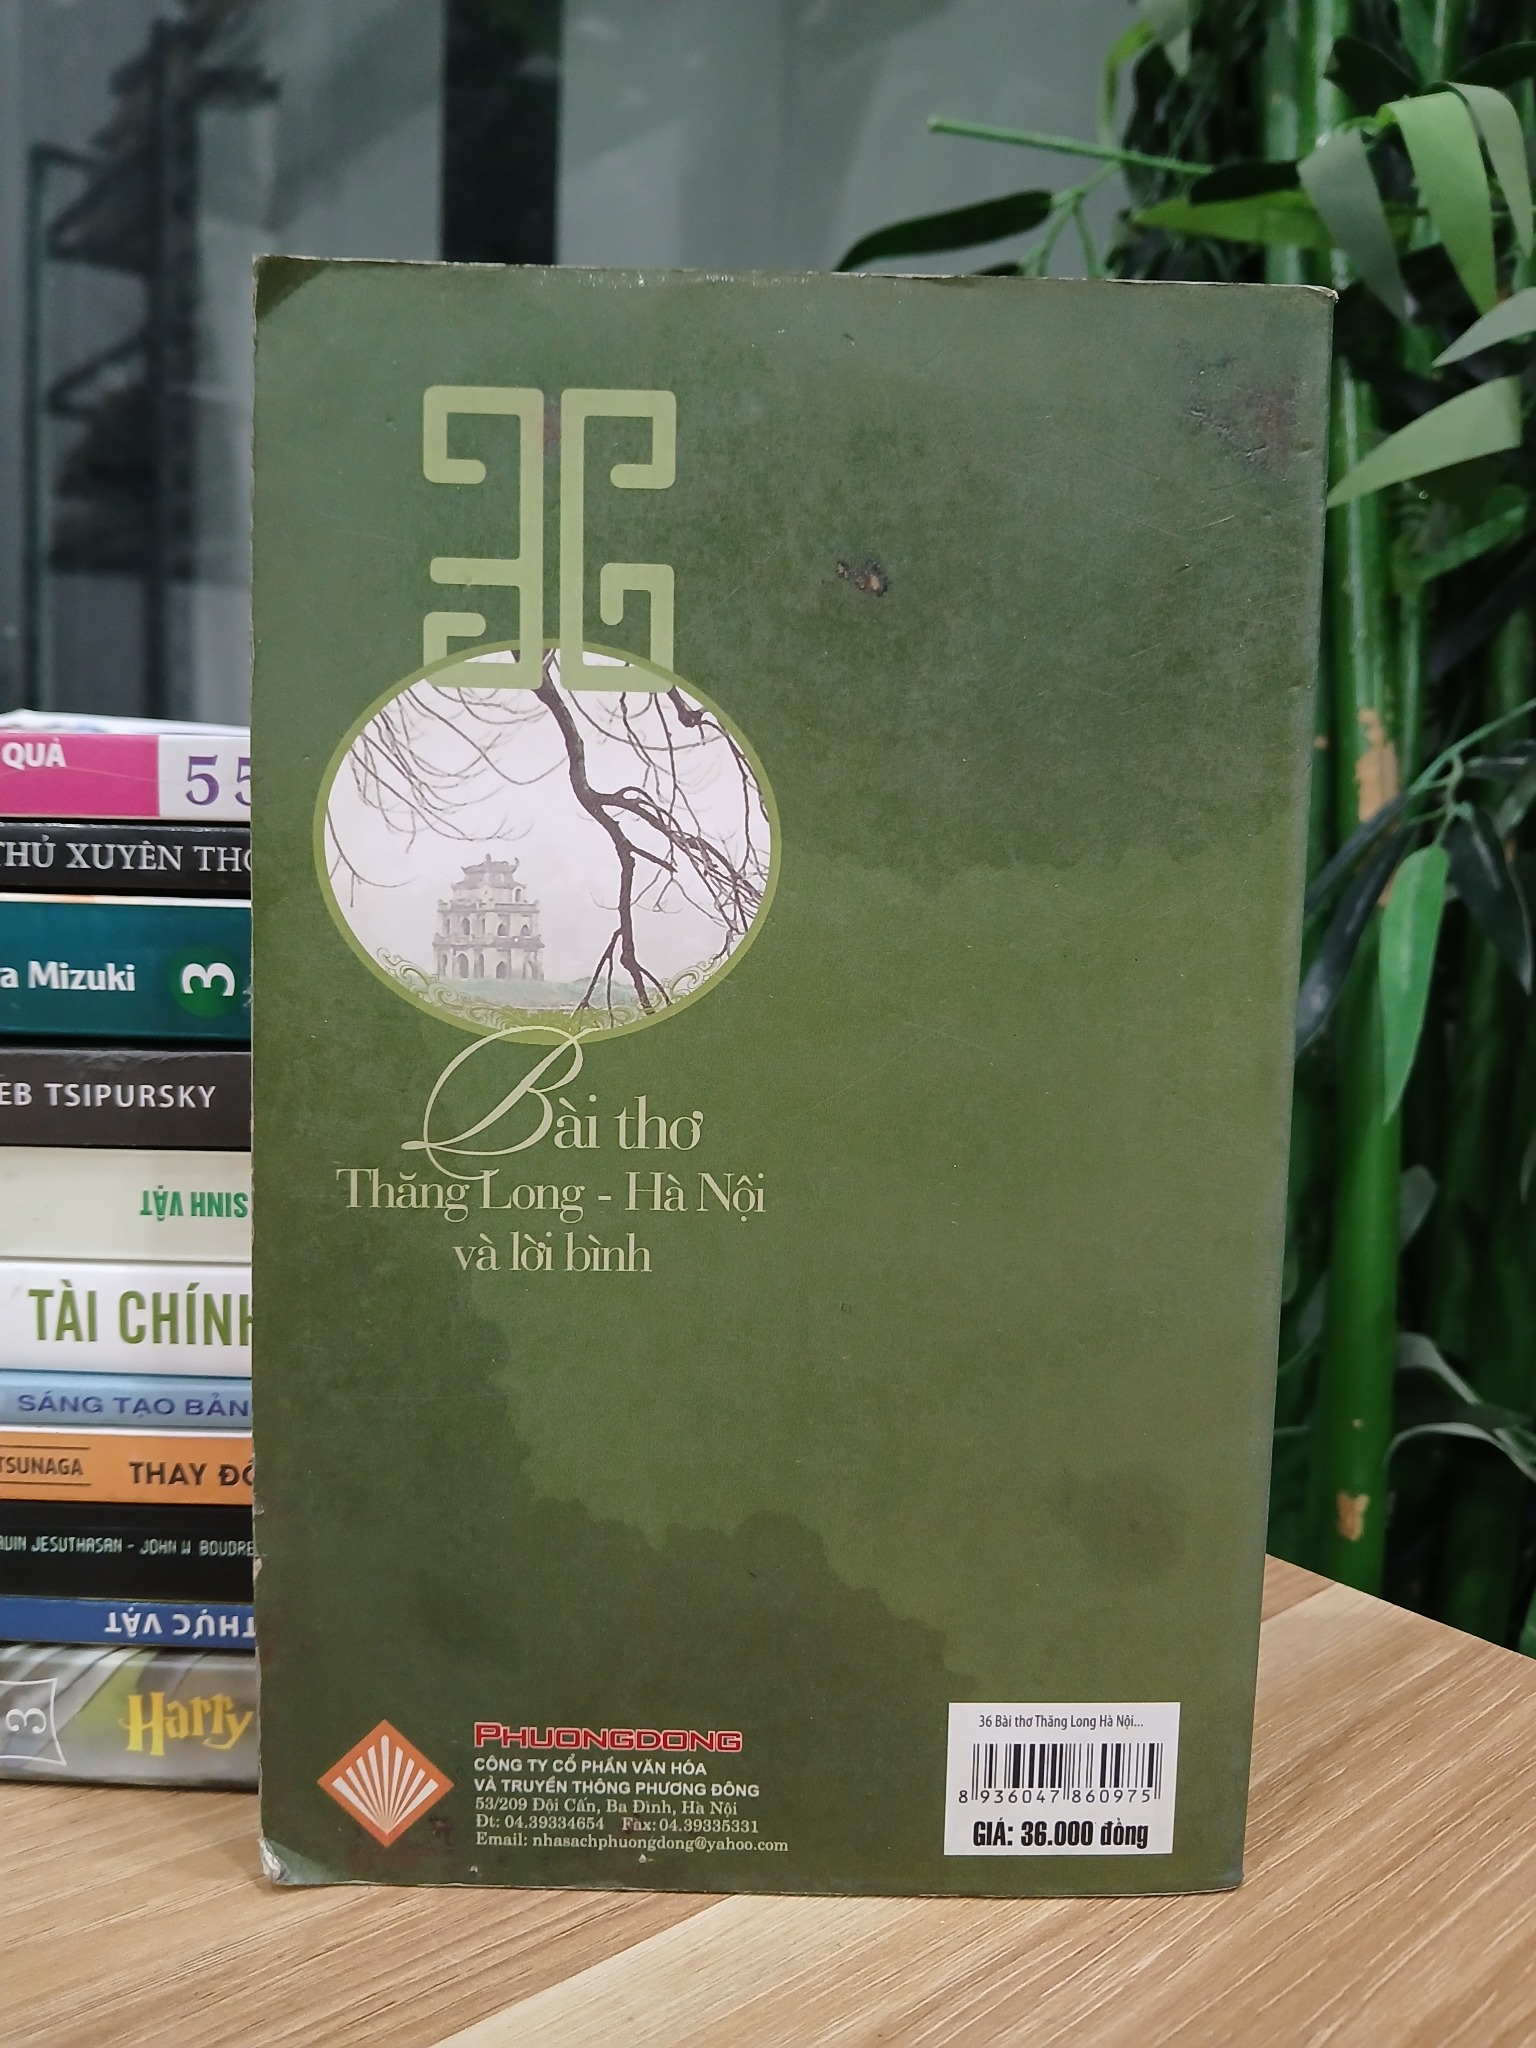 36
Bài thơ
Thăng Long - Hà Nội
và lời bình
PHUONGDONG
CÔNG TY CỔ PHẦN VĂN HÓA
VÀ TRUYỀN THÔNG PHƯƠNG ĐÔNG
53/209 Đội Cấn, Ba Đình, Hà Nội
Đt: 04.39334654 Fax: 04.39335331
Email: nhasachphuongdong@yahoo.com
36 Bài thơ Thăng Long Hà Nội...
8 936047 860975
GIÁ: 36.000 đồng
QUẢ 55
THỦ XUYÊN
Mizuki 3
TSIPURSKY
SINH VẬT
TÀI CHÍNH
SÁNG TẠO BẢN
TSUNAGA THAY
JESUTHASAN - JOHN W BOUDRE
THỰC VẬT
3 Harry